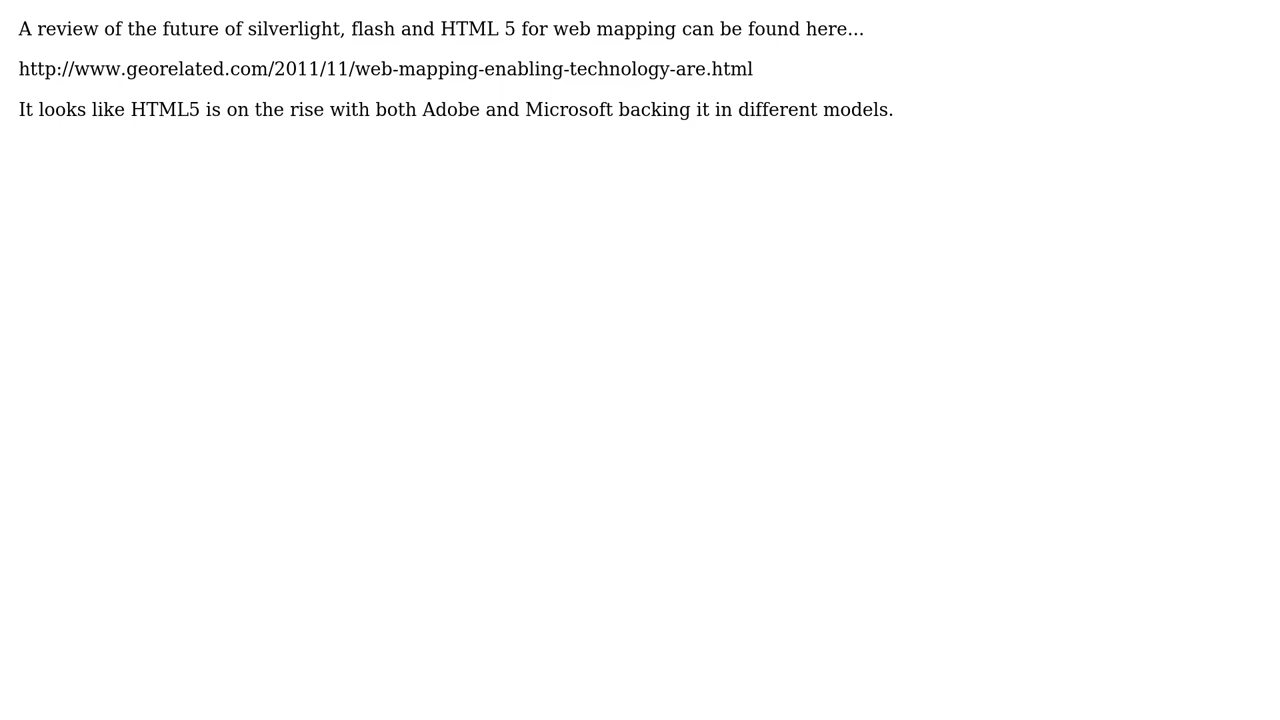 A review of the future of silverlight, flash and HTML 5 for web mapping can be found here...
http://www.georelated.com/2011/11/web-mapping-enabling-technology-are.html
It looks like HTML5 is on the rise with both Adobe and Microsoft backing it in different models.